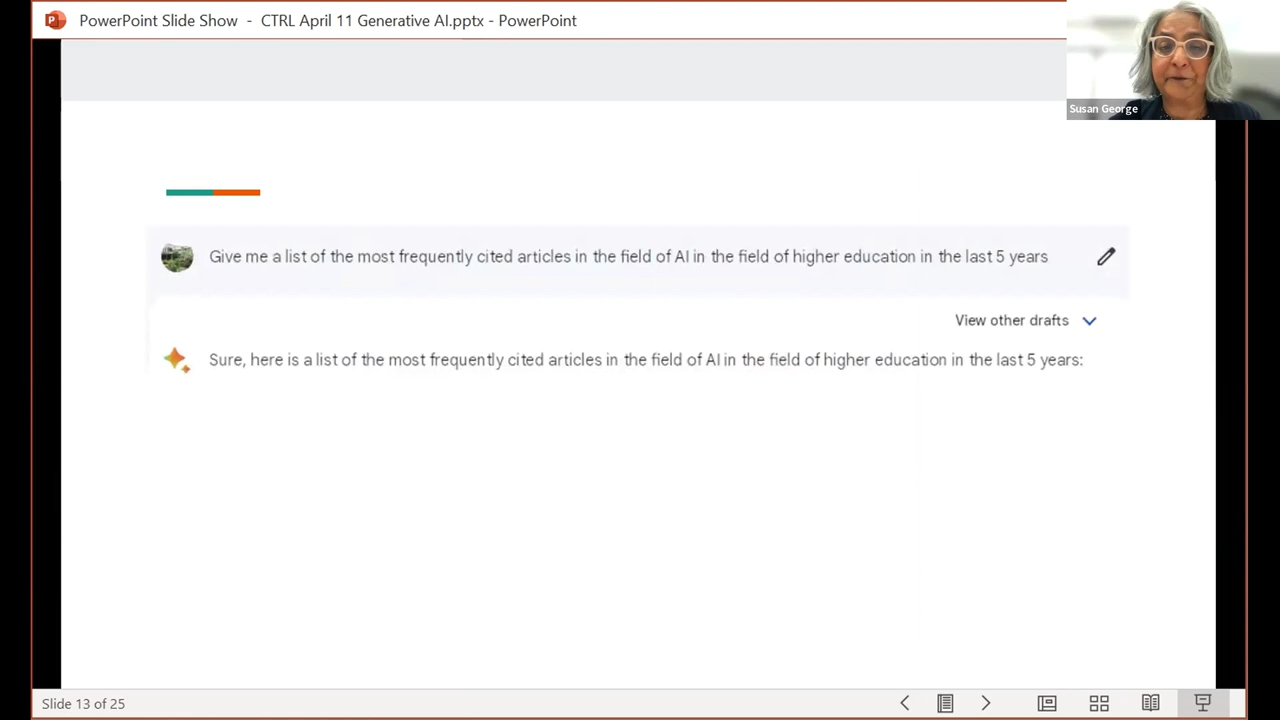 PowerPoint Slide Show - CTRL April 11 Generative AI.pptx - PowerPoint
Susan George
Give me a list of the most frequently cited articles in the field of AI in the field of higher education in the last 5 years
View other drafts
Sure, here is a list of the most frequently cited articles in the field of AI in the field of higher education in the last 5 years:
Slide 13 of 25